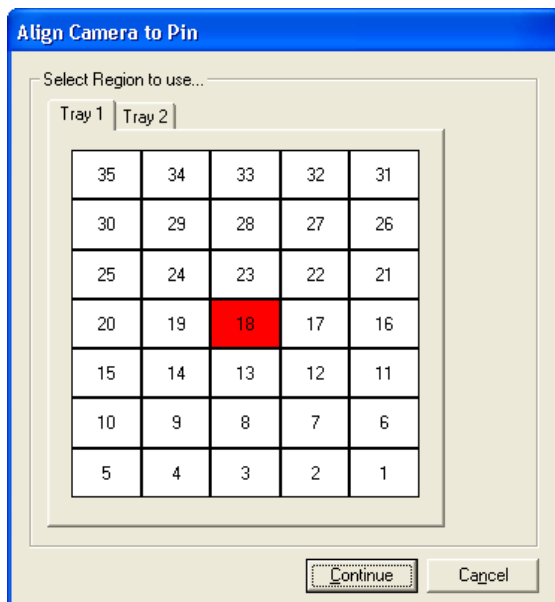 Align Camera to Pin
Select Region to use...
Tray 1 Tray 2
35 34 33 32 31
30 29 28 27 26
25 24 23 22 21
20 19 18 17 16
15 14 13 12 11
10 9 8 7 6
5 4 3 2 1
Continue Cancel